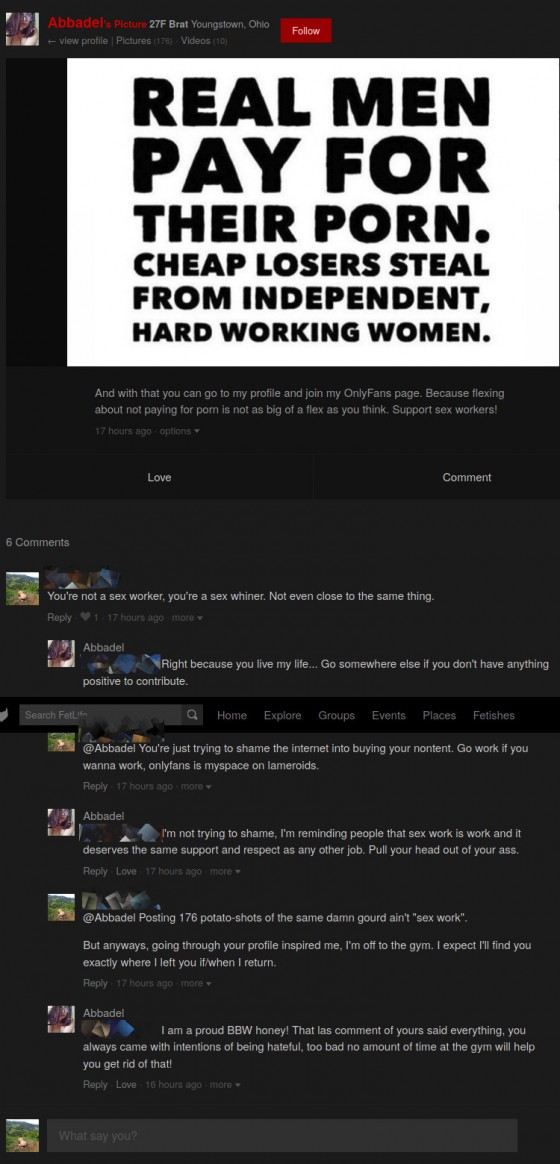 Abbadel's Picture 27F Brat Youngstown, Ohio
Follow
← view profile | Pictures (176) · Videos (10)
REAL MEN
PAY FOR
THEIR PORN.
CHEAP LOSERS STEAL
FROM INDEPENDENT,
HARD WORKING WOMEN.
And with that you can go to my profile and join my OnlyFans page. Because flexing
about not paying for porn is not as big of a flex as you think. Support sex workers!
17 hours ago · options ▾
Love Comment
6 Comments
You're not a sex worker, you're a sex whiner. Not even close to the same thing.
Reply · ♥ 1 · 17 hours ago · more ▾
Abbadel
Right because you live my life... Go somewhere else if you don't have anything
positive to contribute.
Search FetLife Home Explore Groups Events Places Fetishes
@Abbadel You're just trying to shame the internet into buying your nontent. Go work if you
wanna work, onlyfans is myspace on lameroids.
Reply · 17 hours ago · more ▾
Abbadel
I'm not trying to shame, I'm reminding people that sex work is work and it
deserves the same support and respect as any other job. Pull your head out of your ass.
Reply · Love · 17 hours ago · more ▾
@Abbadel Posting 176 potato-shots of the same damn gourd ain't "sex work".
But anyways, going through your profile inspired me, I'm off to the gym. I expect I'll find you
exactly where I left you if/when I return.
Reply · 17 hours ago · more ▾
Abbadel
I am a proud BBW honey! That las comment of yours said everything, you
always came with intentions of being hateful, too bad no amount of time at the gym will help
you get rid of that!
Reply · Love · 16 hours ago · more ▾
What say you?